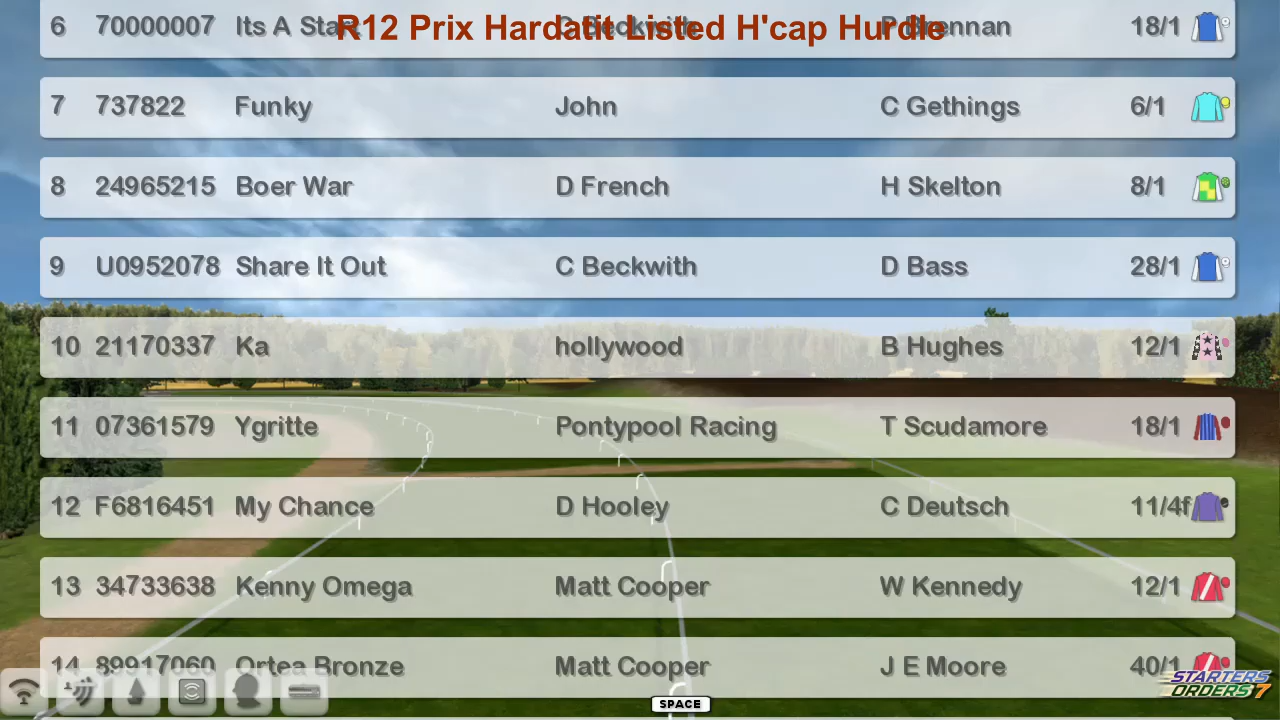 R12 Prix Hardatit Listed H'cap Hurdle
6 70000007 Its A Star C Beckwith P Brennan 18/1
7 737822 Funky John C Gethings 6/1
8 24965215 Boer War D French H Skelton 8/1
9 U0952078 Share It Out C Beckwith D Bass 28/1
10 21170337 Ka hollywood B Hughes 12/1
11 07361579 Ygritte Pontypool Racing T Scudamore 18/1
12 F6816451 My Chance D Hooley C Deutsch 11/4f
13 34733638 Kenny Omega Matt Cooper W Kennedy 12/1
14 89917060 Ortea Bronze Matt Cooper J E Moore 40/1
SPACE
STARTERS
ORDERS 7